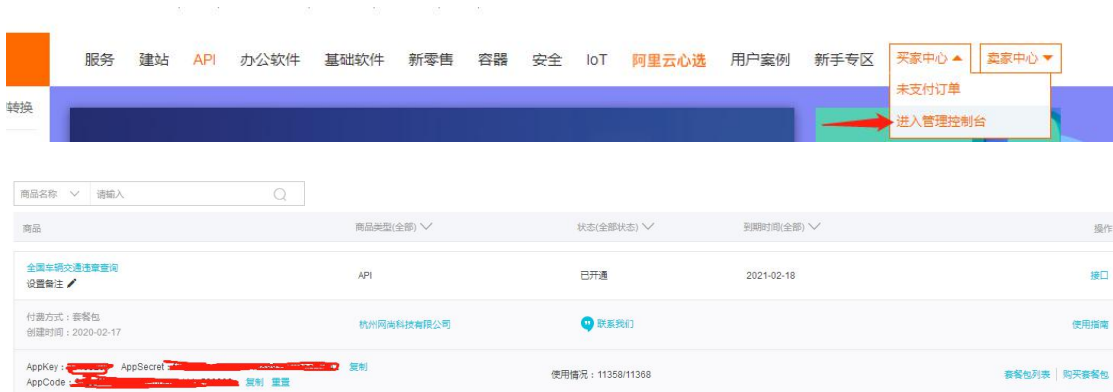 服务 建站 API 办公软件 基础软件 新零售 容器 安全 IoT 阿里云心选 用户案例 新手专区 买家中心 卖家中心
未支付订单
转换
进入管理控制台
商品名称 请输入
商品 商品类型(全部) 状态(全部状态) 到期时间(全部) 操作
全国车辆交通违章查询
API 已开通 2021-02-18 接口
设置备注
付费方式：套餐包
杭州网尚科技有限公司 联系我们 使用指南
创建时间：2020-02-17
AppKey： AppSecret： 复制
使用情况：11358/11368 套餐包列表 购买套餐包
AppCode： 复制 重置